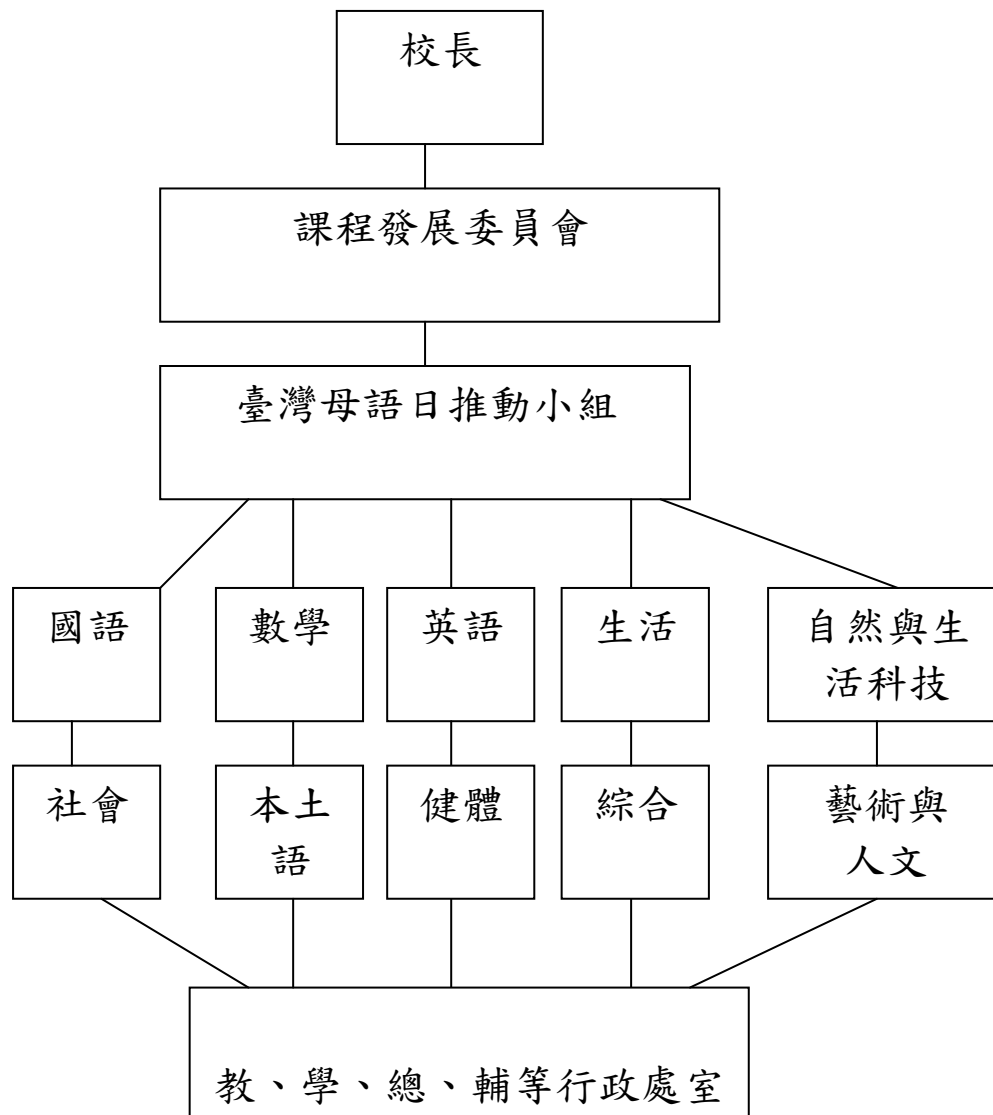 校長
課程發展委員會
臺灣母語日推動小組
國語
數學
英語
生活
自然與生
活科技
社會
本土
語
健體
綜合
藝術與
人文
教、學、總、輔等行政處室